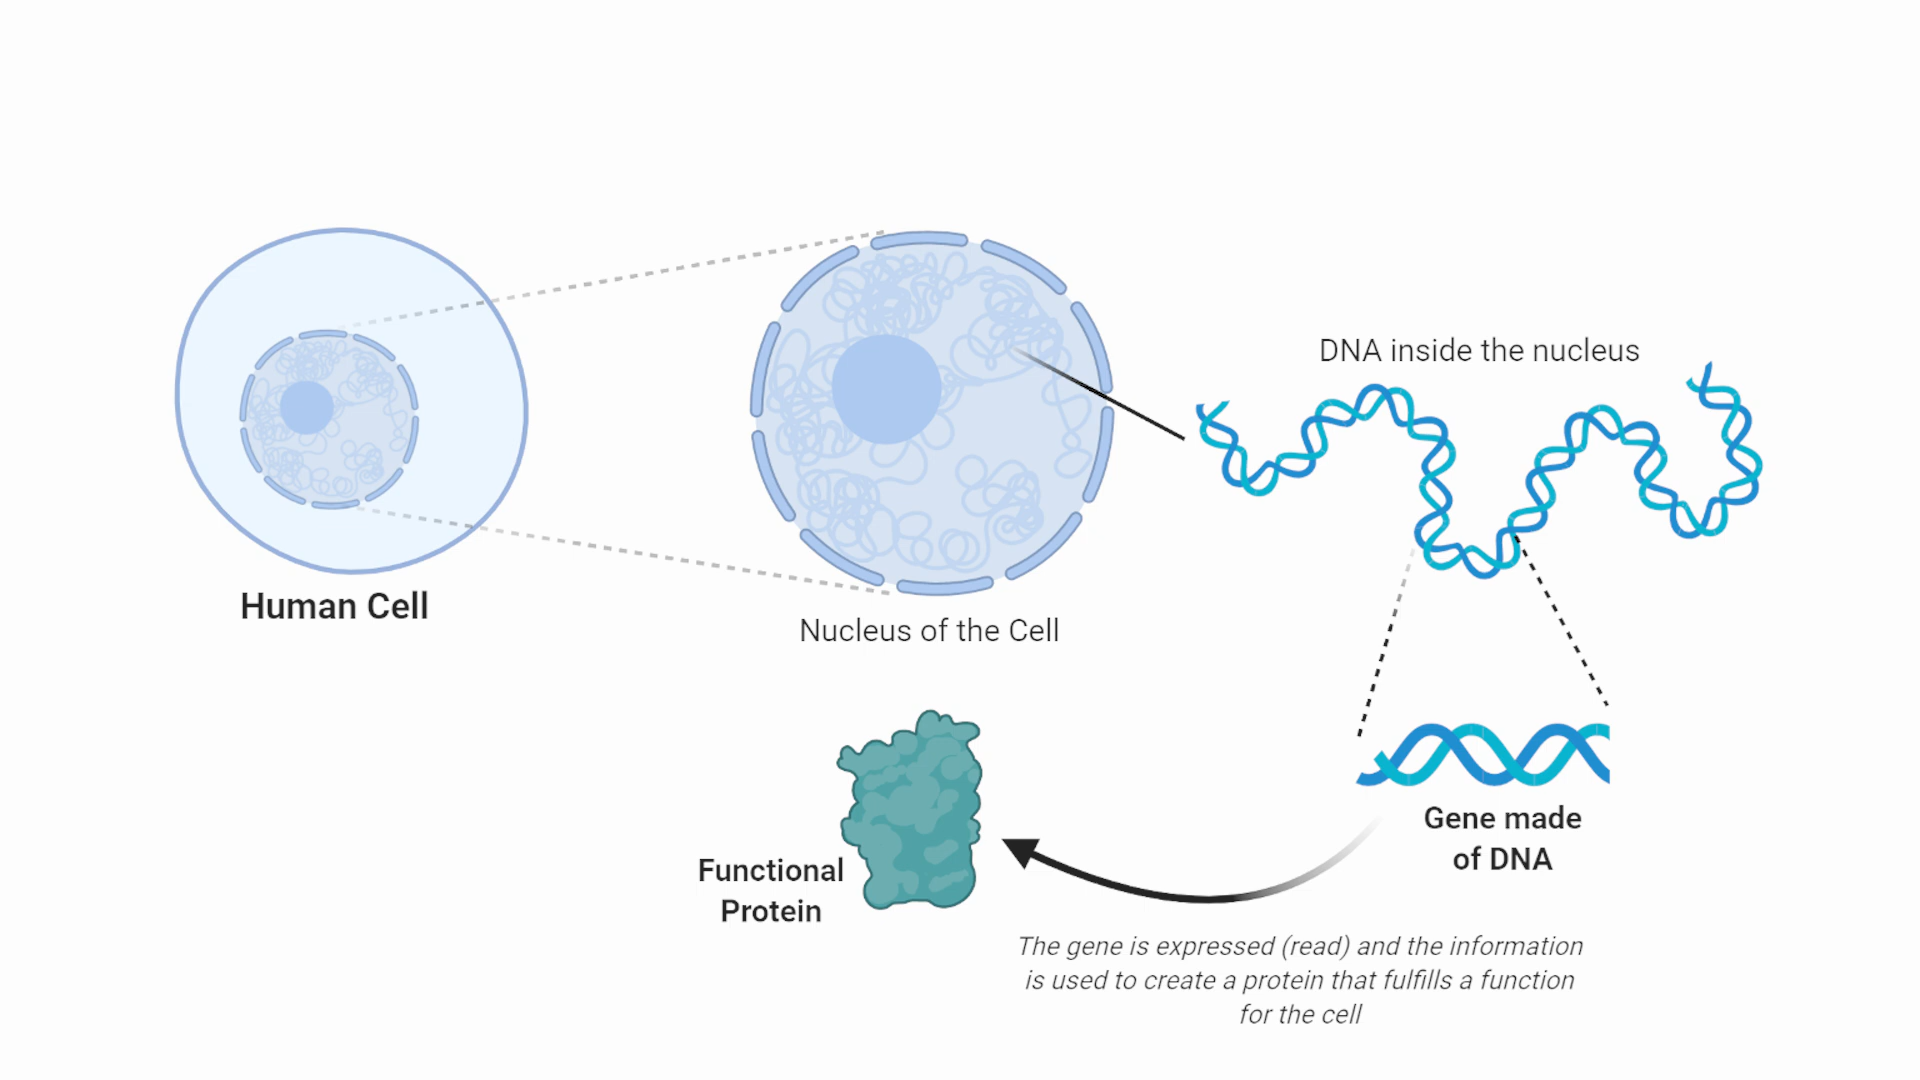 DNA inside the nucleus
Human Cell
Nucleus of the Cell
Gene made
of DNA
Functional
Protein
The gene is expressed (read) and the information
is used to create a protein that fulfills a function
for the cell